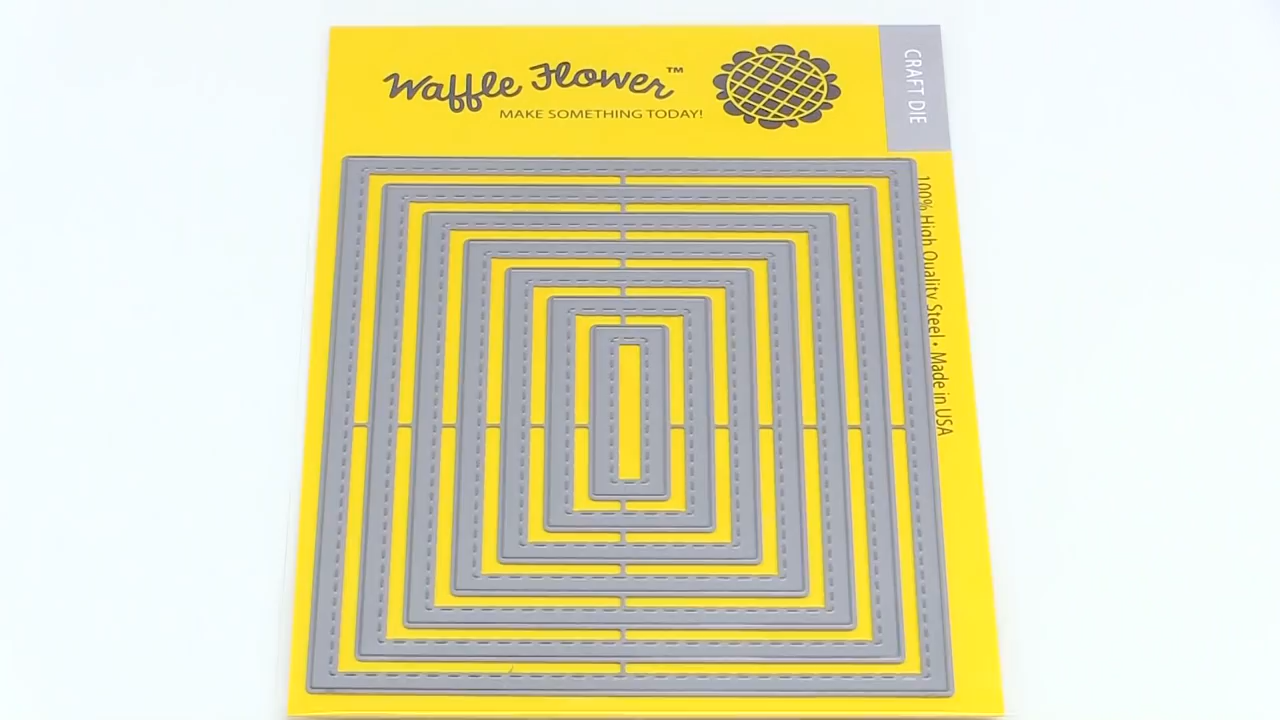 Waffle Flower™
MAKE SOMETHING TODAY!
CRAFT DIE
100% High Quality Steel • Made in USA